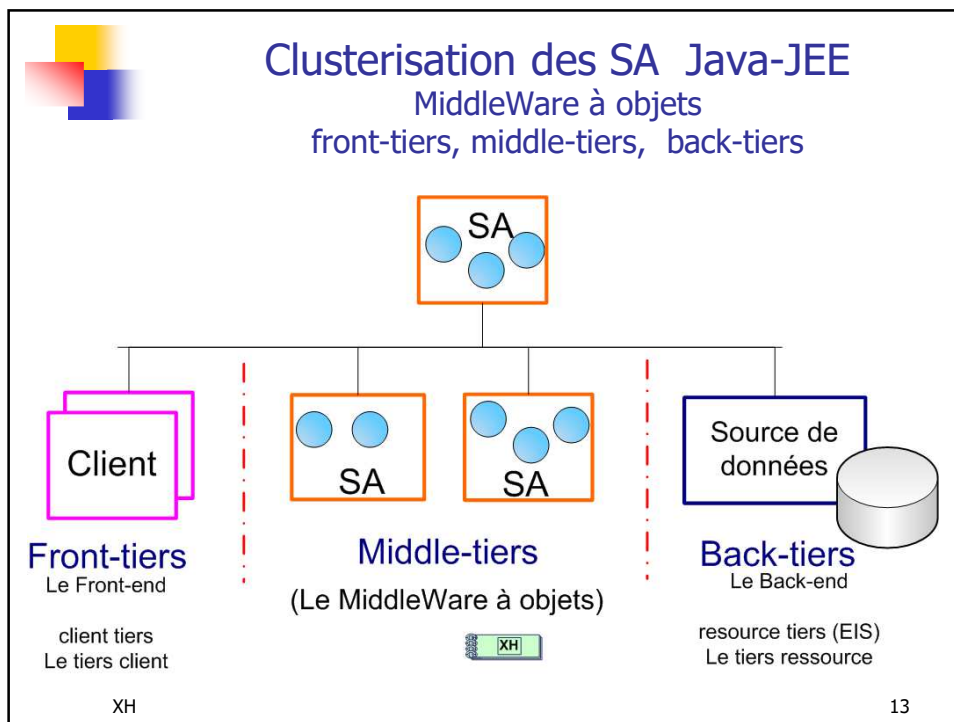 Clusterisation des SA Java-JEE
MiddleWare à objets
front-tiers, middle-tiers, back-tiers
SA
Client
SA
SA
Source de
données
Front-tiers
Le Front-end
client tiers
Le tiers client
Middle-tiers
(Le MiddleWare à objets)
XH
Back-tiers
Le Back-end
resource tiers (EIS)
Le tiers ressource
XH
13